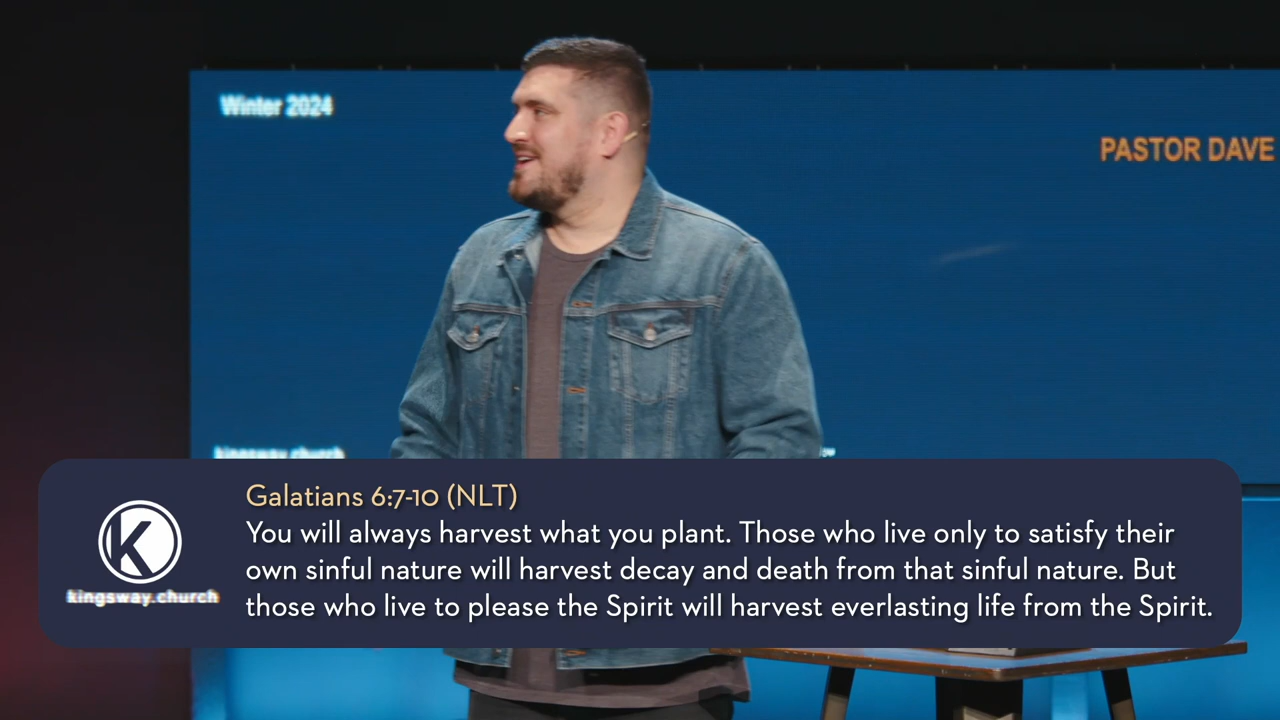 Winter 2024
PASTOR DAVE
kingsway.church
Galatians 6:7-10 (NLT)
You will always harvest what you plant. Those who live only to satisfy their
own sinful nature will harvest decay and death from that sinful nature. But
those who live to please the Spirit will harvest everlasting life from the Spirit.
K
kingsway.church